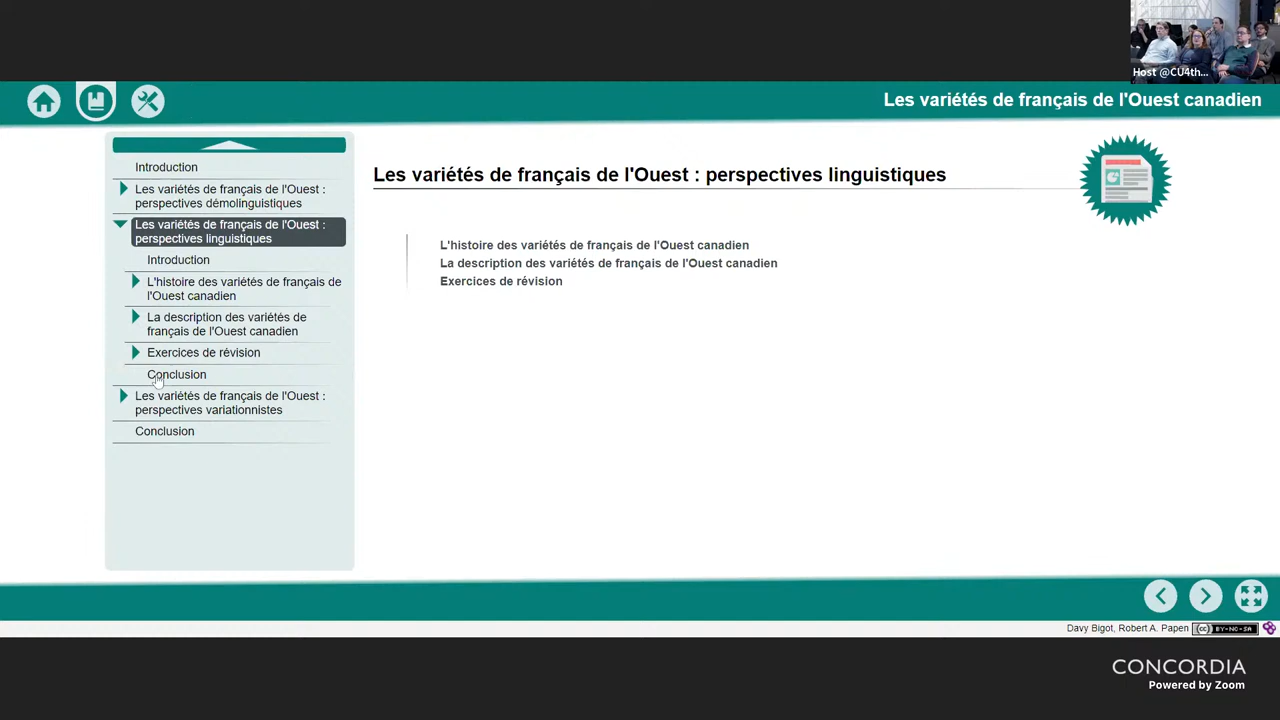 Host @CU4th...
Les variétés de français de l'Ouest canadien
Introduction
Les variétés de français de l'Ouest :
perspectives démolinguistiques
Les variétés de français de l'Ouest :
perspectives linguistiques
Introduction
L'histoire des variétés de français de
l'Ouest canadien
La description des variétés de
français de l'Ouest canadien
Exercices de révision
Conclusion
Les variétés de français de l'Ouest :
perspectives variationnistes
Conclusion
Les variétés de français de l'Ouest : perspectives linguistiques
L'histoire des variétés de français de l'Ouest canadien
La description des variétés de français de l'Ouest canadien
Exercices de révision
Davy Bigot, Robert A. Papen
cc BY-NC-SA
CONCORDIA
Powered by Zoom